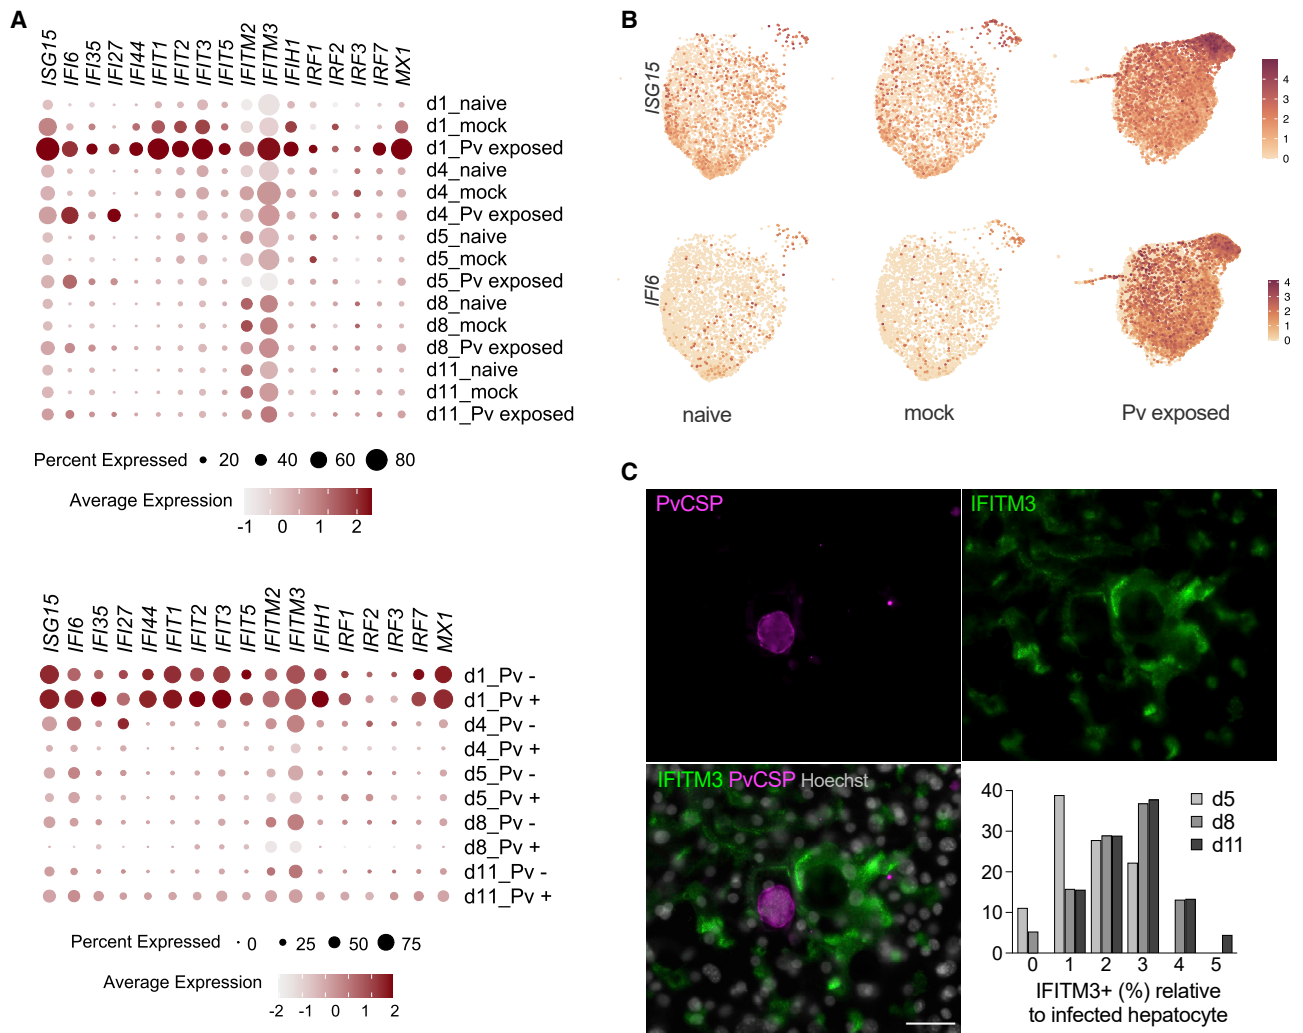 A
ISG15 IFI6 IFI35 IFI27 IFI44 IFIT1 IFIT2 IFIT3 IFIT5 IFITM2 IFITM3 IFIH1 IRF1 IRF2 IRF3 IRF7 MX1
d1_naive
d1_mock
d1_Pv exposed
d4_naive
d4_mock
d4_Pv exposed
d5_naive
d5_mock
d5_Pv exposed
d8_naive
d8_mock
d8_Pv exposed
d11_naive
d11_mock
d11_Pv exposed
Percent Expressed 20 40 60 80
Average Expression
-1 0 1 2
ISG15 IFI6 IFI35 IFI27 IFI44 IFIT1 IFIT2 IFIT3 IFIT5 IFITM2 IFITM3 IFIH1 IRF1 IRF2 IRF3 IRF7 MX1
d1_Pv -
d1_Pv +
d4_Pv -
d4_Pv +
d5_Pv -
d5_Pv +
d8_Pv -
d8_Pv +
d11_Pv -
d11_Pv +
Percent Expressed 0 25 50 75
Average Expression
-2 -1 0 1 2
B
ISG15
4
3
2
1
0
IFI6
4
3
2
1
0
naive mock Pv exposed
C
PvCSP
IFITM3
IFITM3 PvCSP Hoechst
40
30
20
10
0
d5
d8
d11
0 1 2 3 4 5
IFITM3+ (%) relative
to infected hepatocyte